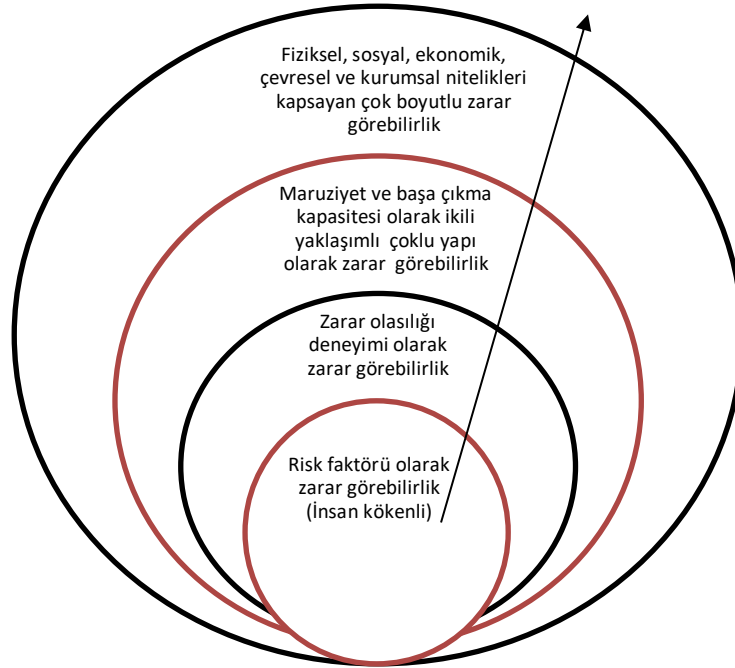 Fiziksel, sosyal, ekonomik,
çevresel ve kurumsal nitelikleri
kapsayan çok boyutlu zarar
görebilirlik
Maruziyet ve başa çıkma
kapasitesi olarak ikili
yaklaşımlı çoklu yapı
olarak zarar görebilirlik
Zarar olasılığı
deneyimi olarak
zarar görebilirlik
Risk faktörü olarak
zarar görebilirlik
(İnsan kökenli)